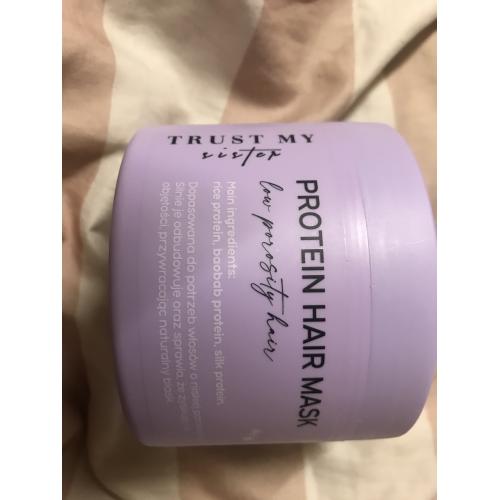 TRUST MY
sister
PROTEIN HAIR MASK
low porosity hair
Main ingredients:
rice protein, baobab protein, silk protein
Dopasowana do potrzeb włosów o niskiej
Silnie je odbudowuje oraz sprawia, że
objętości, przywracając naturalny blask